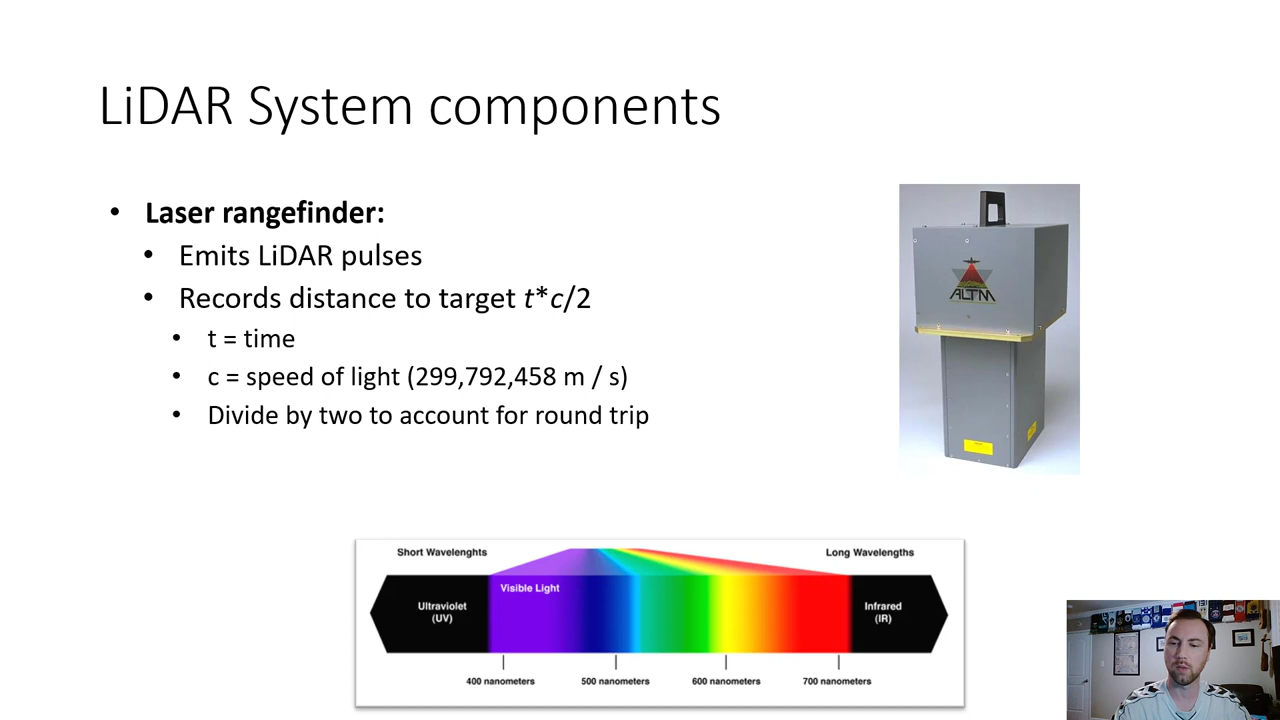 LiDAR System components
• Laser rangefinder:
• Emits LiDAR pulses
• Records distance to target t*c/2
• t = time
• c = speed of light (299,792,458 m / s)
• Divide by two to account for round trip
ALTM
Short Wavelenghts
Long Wavelengths
Visible Light
Ultraviolet
(UV)
Infrared
(IR)
400 nanometers
500 nanometers
600 nanometers
700 nanometers